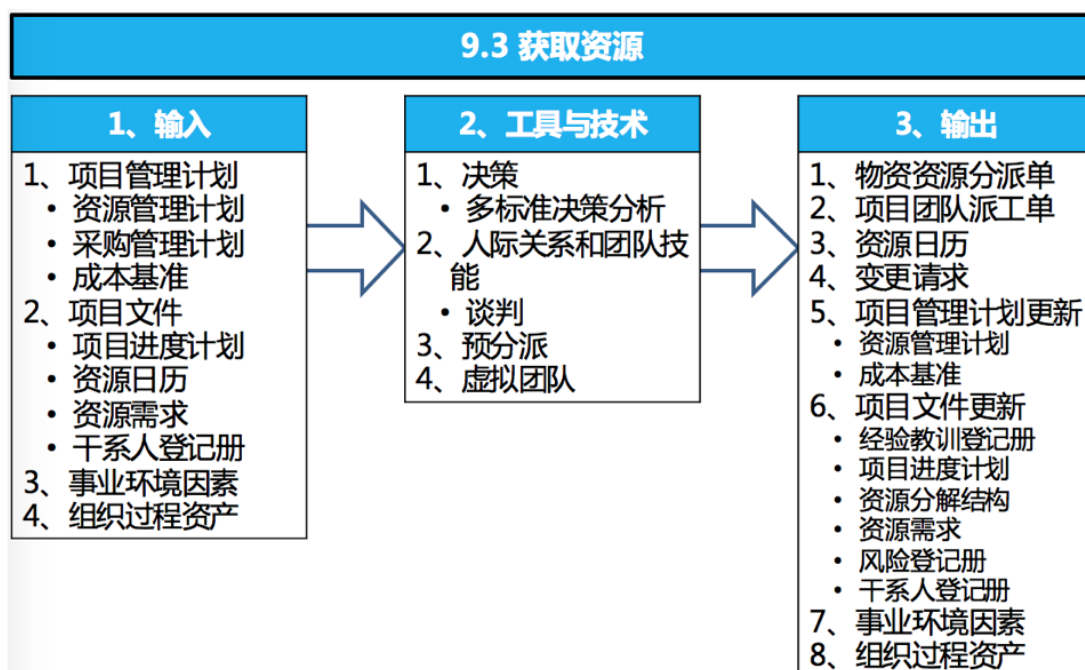 9.3 获取资源
1、输入
1、项目管理计划
• 资源管理计划
• 采购管理计划
• 成本基准
2、项目文件
• 项目进度计划
• 资源日历
• 资源需求
• 干系人登记册
3、事业环境因素
4、组织过程资产
2、工具与技术
1、决策
• 多标准决策分析
2、人际关系和团队技
能
• 谈判
3、预分派
4、虚拟团队
3、输出
1、物资资源分派单
2、项目团队派工单
3、资源日历
4、变更请求
5、项目管理计划更新
• 资源管理计划
• 成本基准
6、项目文件更新
• 经验教训登记册
• 项目进度计划
• 资源分解结构
• 资源需求
• 风险登记册
• 干系人登记册
7、事业环境因素
8、组织过程资产